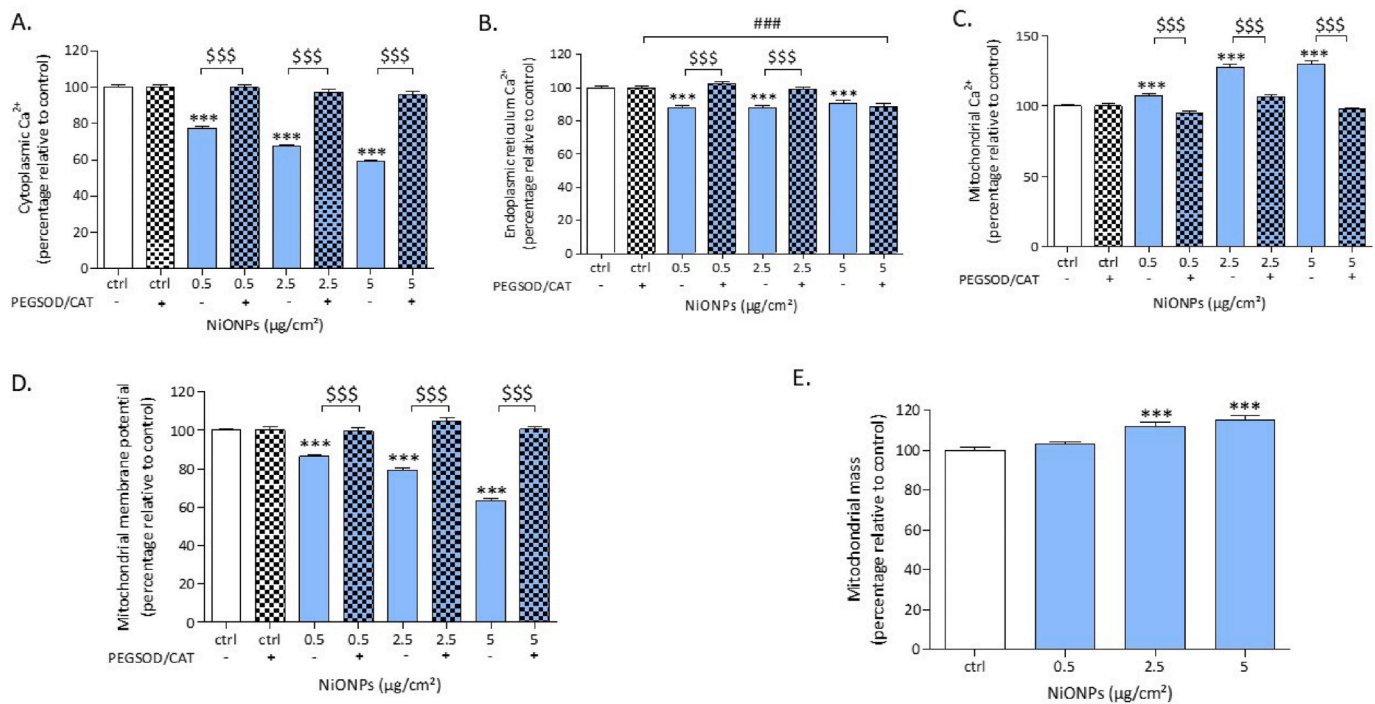 A.
Cytoplasmic Ca²⁺
(percentage relative to control)
120
100
80
60
40
20
0
***
***
***
$$$
$$$
$$$
ctrl ctrl 0.5 0.5 2.5 2.5 5 5
PEGSOD/CAT - + - + - + - +
NiONPs (µg/cm²)
B.
Endoplasmic reticulum Ca²⁺
(percentage relative to control)
120
100
80
60
40
20
0
###
$$$
$$$
***
***
***
ctrl ctrl 0.5 0.5 2.5 2.5 5 5
PEGSOD/CAT - + - + - + - +
NiONPs (µg/cm²)
C.
Mitochondrial Ca²⁺
(percentage relative to control)
150
100
50
0
$$$
$$$
$$$
***
***
***
ctrl ctrl 0.5 0.5 2.5 2.5 5 5
PEGSOD/CAT - + - + - + - +
NiONPs (µg/cm²)
D.
Mitochondrial membrane potential
(percentage relative to control)
120
100
80
60
40
20
0
$$$
$$$
$$$
***
***
***
ctrl ctrl 0.5 0.5 2.5 2.5 5 5
PEGSOD/CAT - + - + - + - +
NiONPs (µg/cm²)
E.
Mitochondrial mass
(percentage relative to control)
120
100
80
60
40
20
0
***
***
ctrl 0.5 2.5 5
NiONPs (µg/cm²)